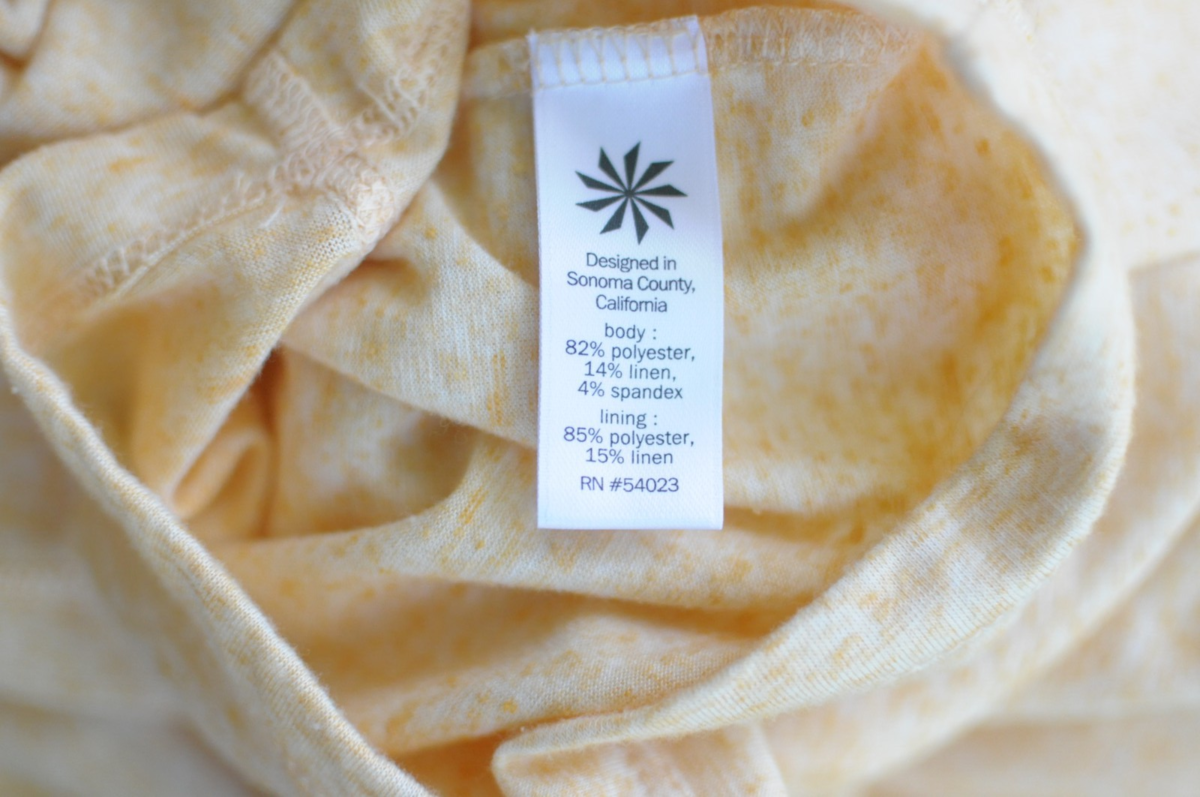 Designed in
Sonoma County,
California
body :
82% polyester,
14% linen,
4% spandex
lining :
85% polyester,
15% linen
RN #54023